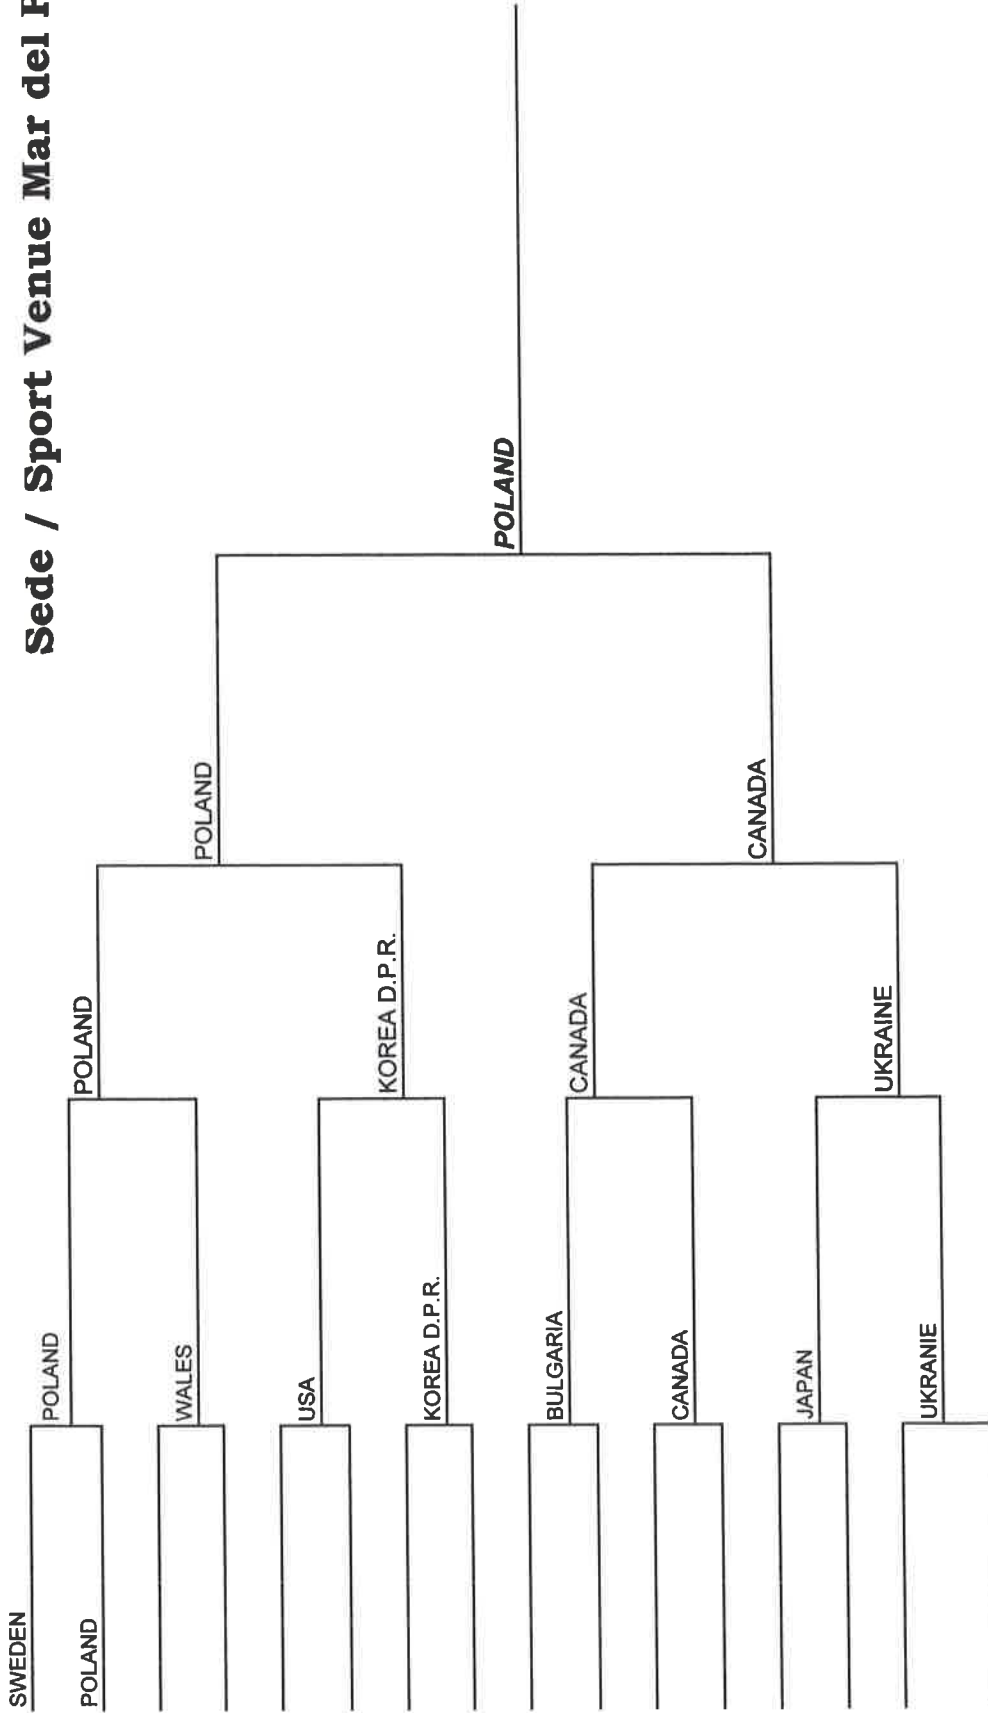 Sede / Sport Venue Mar del P
SWEDEN
POLAND
POLAND
WALES
USA
KOREA D.P.R.
BULGARIA
CANADA
JAPAN
UKRANIE
POLAND
KOREA D.P.R.
CANADA
UKRAINE
POLAND
CANADA
POLAND